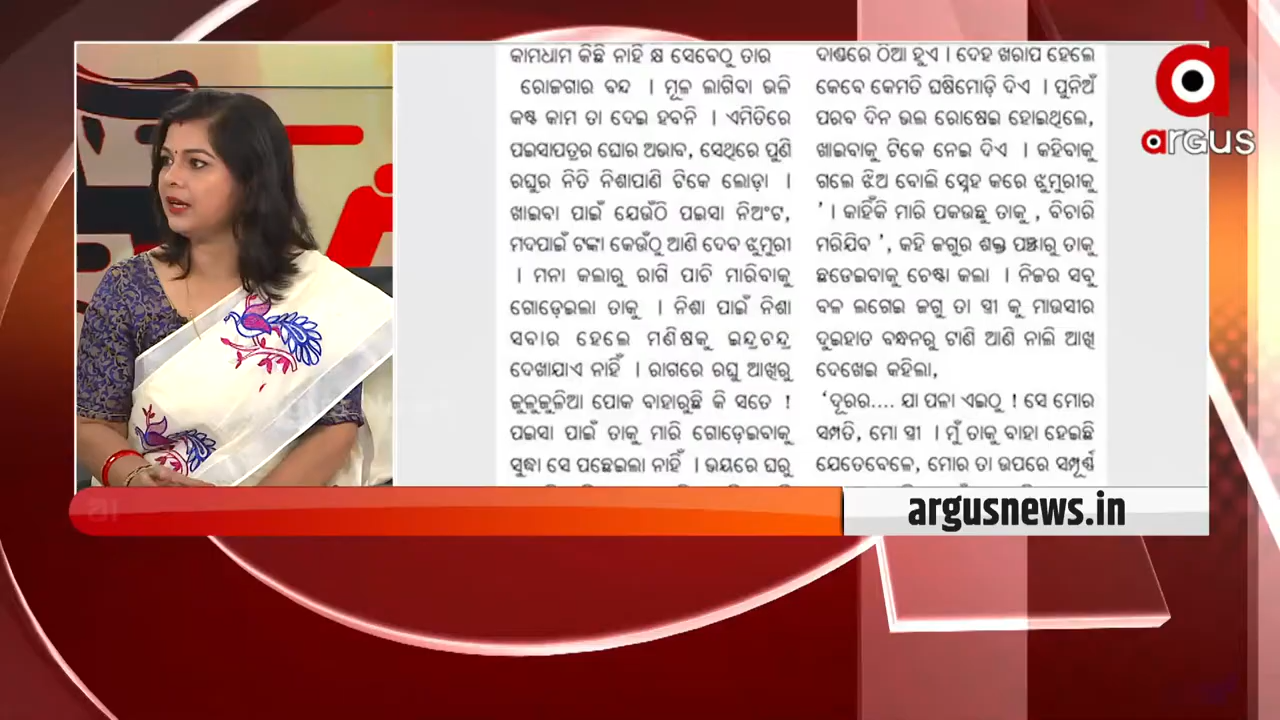 କାମଧାମ କିଛି ନାହି କ୍ଷ ସେବେଠୁ ତାର
ରୋଜଗାର ବନ୍ଦ । ମୂଳ ଲାଗିବା ଭଳି
କଷ୍ଟ କାମ ତା ଦେଇ ହବନି । ଏମିତିରେ
ପଇସାପତ୍ରର ଘୋର ଅଭାବ, ସେଥିରେ ପୁଣି
ରଘୁର ନିତି ନିଶାପାଣି ଟିକେ ଲୋଡ଼ା ।
ଖାଇବା ପାଇଁ ଯେଉଁଠି ପଇସା ନିଅଂଟ,
ମଦପାଇଁ ଟଙ୍କା କେଉଁଠୁ ଆଣି ଦେବ ଝୁମୁରୀ
। ମନା କଲାରୁ ରାଗି ପାଚି ମାରିବାକୁ
ଗୋଡ଼େଇଲା ତାକୁ । ନିଶା ପାଇଁ ନିଶା
ସବାର ହେଲେ ମଣିଷକୁ ଇନ୍ଦ୍ରଚନ୍ଦ୍ର
ଦେଖାଯାଏ ନାହିଁ । ରାଗରେ ରଘୁ ଆଖିରୁ
ଜୁଳୁଜୁଳିଆ ପୋକ ବାହାରୁଛି କି ସତେ !
ପଇସା ପାଇଁ ତାକୁ ମାରି ଗୋଡ଼େଇବାକୁ
ସୁଦ୍ଧା ସେ ପଛେଇଲା ନାହିଁ । ଭୟରେ ଘରୁ
ଦାଣ୍ଡରେ ଠିଆ ହୁଏ । ଦେହ ଖରାପ ହେଲେ
କେବେ କେମତି ଘଷିମୋଡ଼ି ଦିଏ । ପୁନିଅଁ
ପରବ ଦିନ ଭଲ ରୋଷେଇ ହୋଇଥିଲେ,
ଖାଇବାକୁ ଟିକେ ନେଇ ଦିଏ । କହିବାକୁ
ଗଲେ ଝିଅ ବୋଲି ସ୍ନେହ କରେ ଝୁମୁରୀକୁ
' । କାହିଁକି ମାରି ପକଉଛୁ ତାକୁ , ବିଚାରି
ମରିଯିବ ', କହି ଜଗୁର ଶକ୍ତ ପଞ୍ଝାରୁ ତାକୁ
ଛଡେଇବାକୁ ଚେଷ୍ଟା କଲା । ନିଜର ସବୁ
ବଳ ଲଗେଇ ଜଗୁ ତା ସ୍ତ୍ରୀ କୁ ମାଉସୀର
ଦୁଇହାତ ବନ୍ଧନରୁ ଟାଣି ଆଣି ନାଲି ଆଖି
ଦେଖେଇ କହିଲା,
'ଦୂରର.... ଯା ପଳା ଏଇଠୁ ! ସେ ମୋର
ସମ୍ପତି, ମୋ ସ୍ତ୍ରୀ । ମୁଁ ତାକୁ ବାହା ହେଇଛି
ଯେତେବେଳେ, ମୋର ତା ଉପରେ ସମ୍ପୂର୍ଣ୍ଣ
argus
argusnews.in